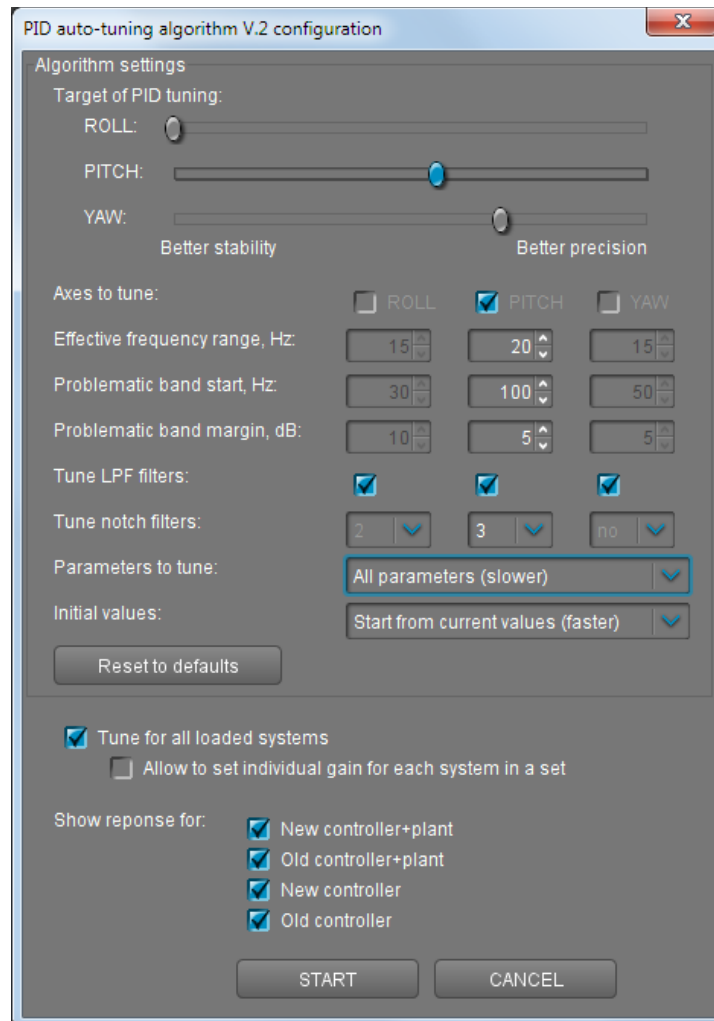 PID auto-tuning algorithm V.2 configuration
Algorithm settings
Target of PID tuning:
ROLL:
PITCH:
YAW:
Better stability Better precision
Axes to tune: ROLL PITCH YAW
Effective frequency range, Hz: 15 20 15
Problematic band start, Hz: 30 100 50
Problematic band margin, dB: 10 5 5
Tune LPF filters:
Tune notch filters: 2 3 no
Parameters to tune: All parameters (slower)
Initial values: Start from current values (faster)
Reset to defaults
Tune for all loaded systems
Allow to set individual gain for each system in a set
Show reponse for: New controller+plant
Old controller+plant
New controller
Old controller
START CANCEL